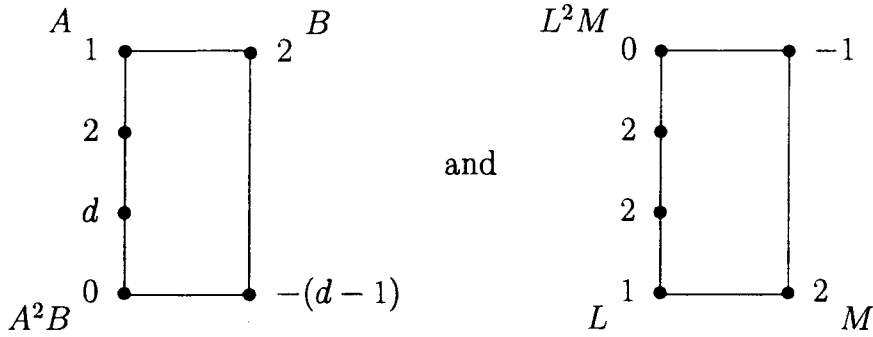 A B L²M
1 2 0 −1
2 2
and
d 2
0 −(d − 1) 1 2
A²B L M